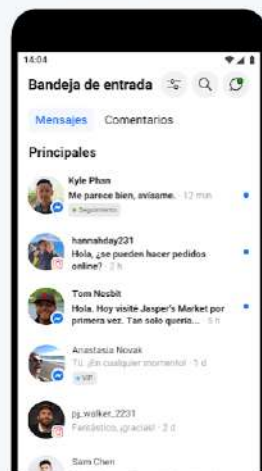 14:04
Bandeja de entrada
Mensajes Comentarios
Principales
Kyle Phan
Me parece bien, avísame. · 12 min
Seguimiento
hannahday231
Hola, ¿se pueden hacer pedidos
online? · 2 h
Tom Nesbit
Hola. Hoy visité Jasper's Market por
primera vez. Tan solo quería... · 5 h
Anastasia Novak
Tú: ¡En cualquier momento! · 1 d
VIP
pj_walker_2231
Fantástico, ¡gracias! · 2 d
Sam Chen